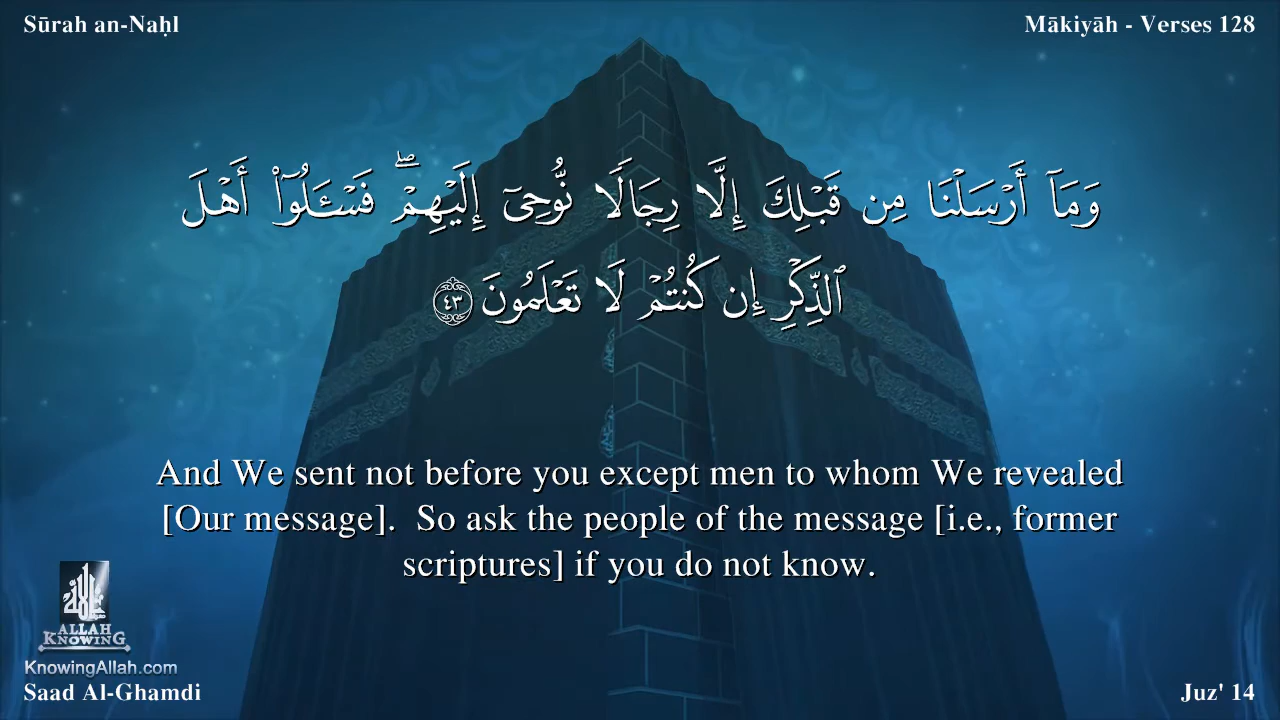 Sūrah an-Naḥl
Mākiyāh - Verses 128
وَمَآ أَرْسَلْنَا مِن قَبْلِكَ إِلَّا رِجَالًا نُّوحِىٓ إِلَيْهِمْ ۖ فَسْـَٔلُوٓا۟ أَهْلَ
ٱلذِّكْرِ إِن كُنتُمْ لَا تَعْلَمُونَ ٤٣
And We sent not before you except men to whom We revealed
[Our message].  So ask the people of the message [i.e., former
scriptures] if you do not know.
ALLAH
KNOWING
KnowingAllah.com
Saad Al-Ghamdi
Juz' 14